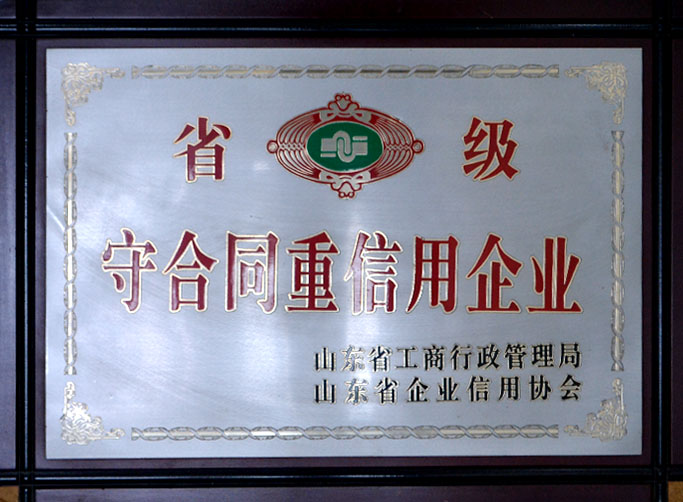 省级
守合同重信用企业
山东省工商行政管理局
山东省企业信用协会